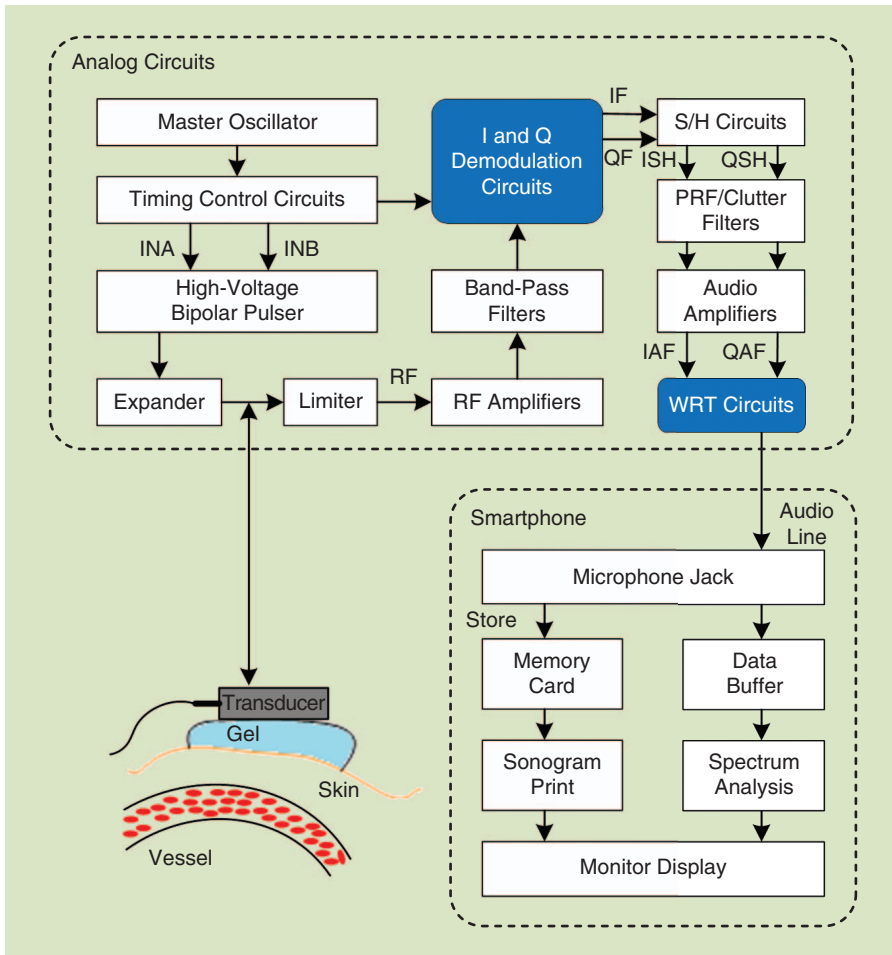 Analog Circuits
Master Oscillator
Timing Control Circuits
INA
INB
High-Voltage
Bipolar Pulser
Expander
Limiter
RF
RF Amplifiers
Band-Pass
Filters
I and Q
Demodulation
Circuits
IF
QF
S/H Circuits
ISH
QSH
PRF/Clutter
Filters
Audio
Amplifiers
IAF
QAF
WRT Circuits
Smartphone
Audio
Line
Microphone Jack
Store
Memory
Card
Data
Buffer
Sonogram
Print
Spectrum
Analysis
Monitor Display
Transducer
Gel
Skin
Vessel